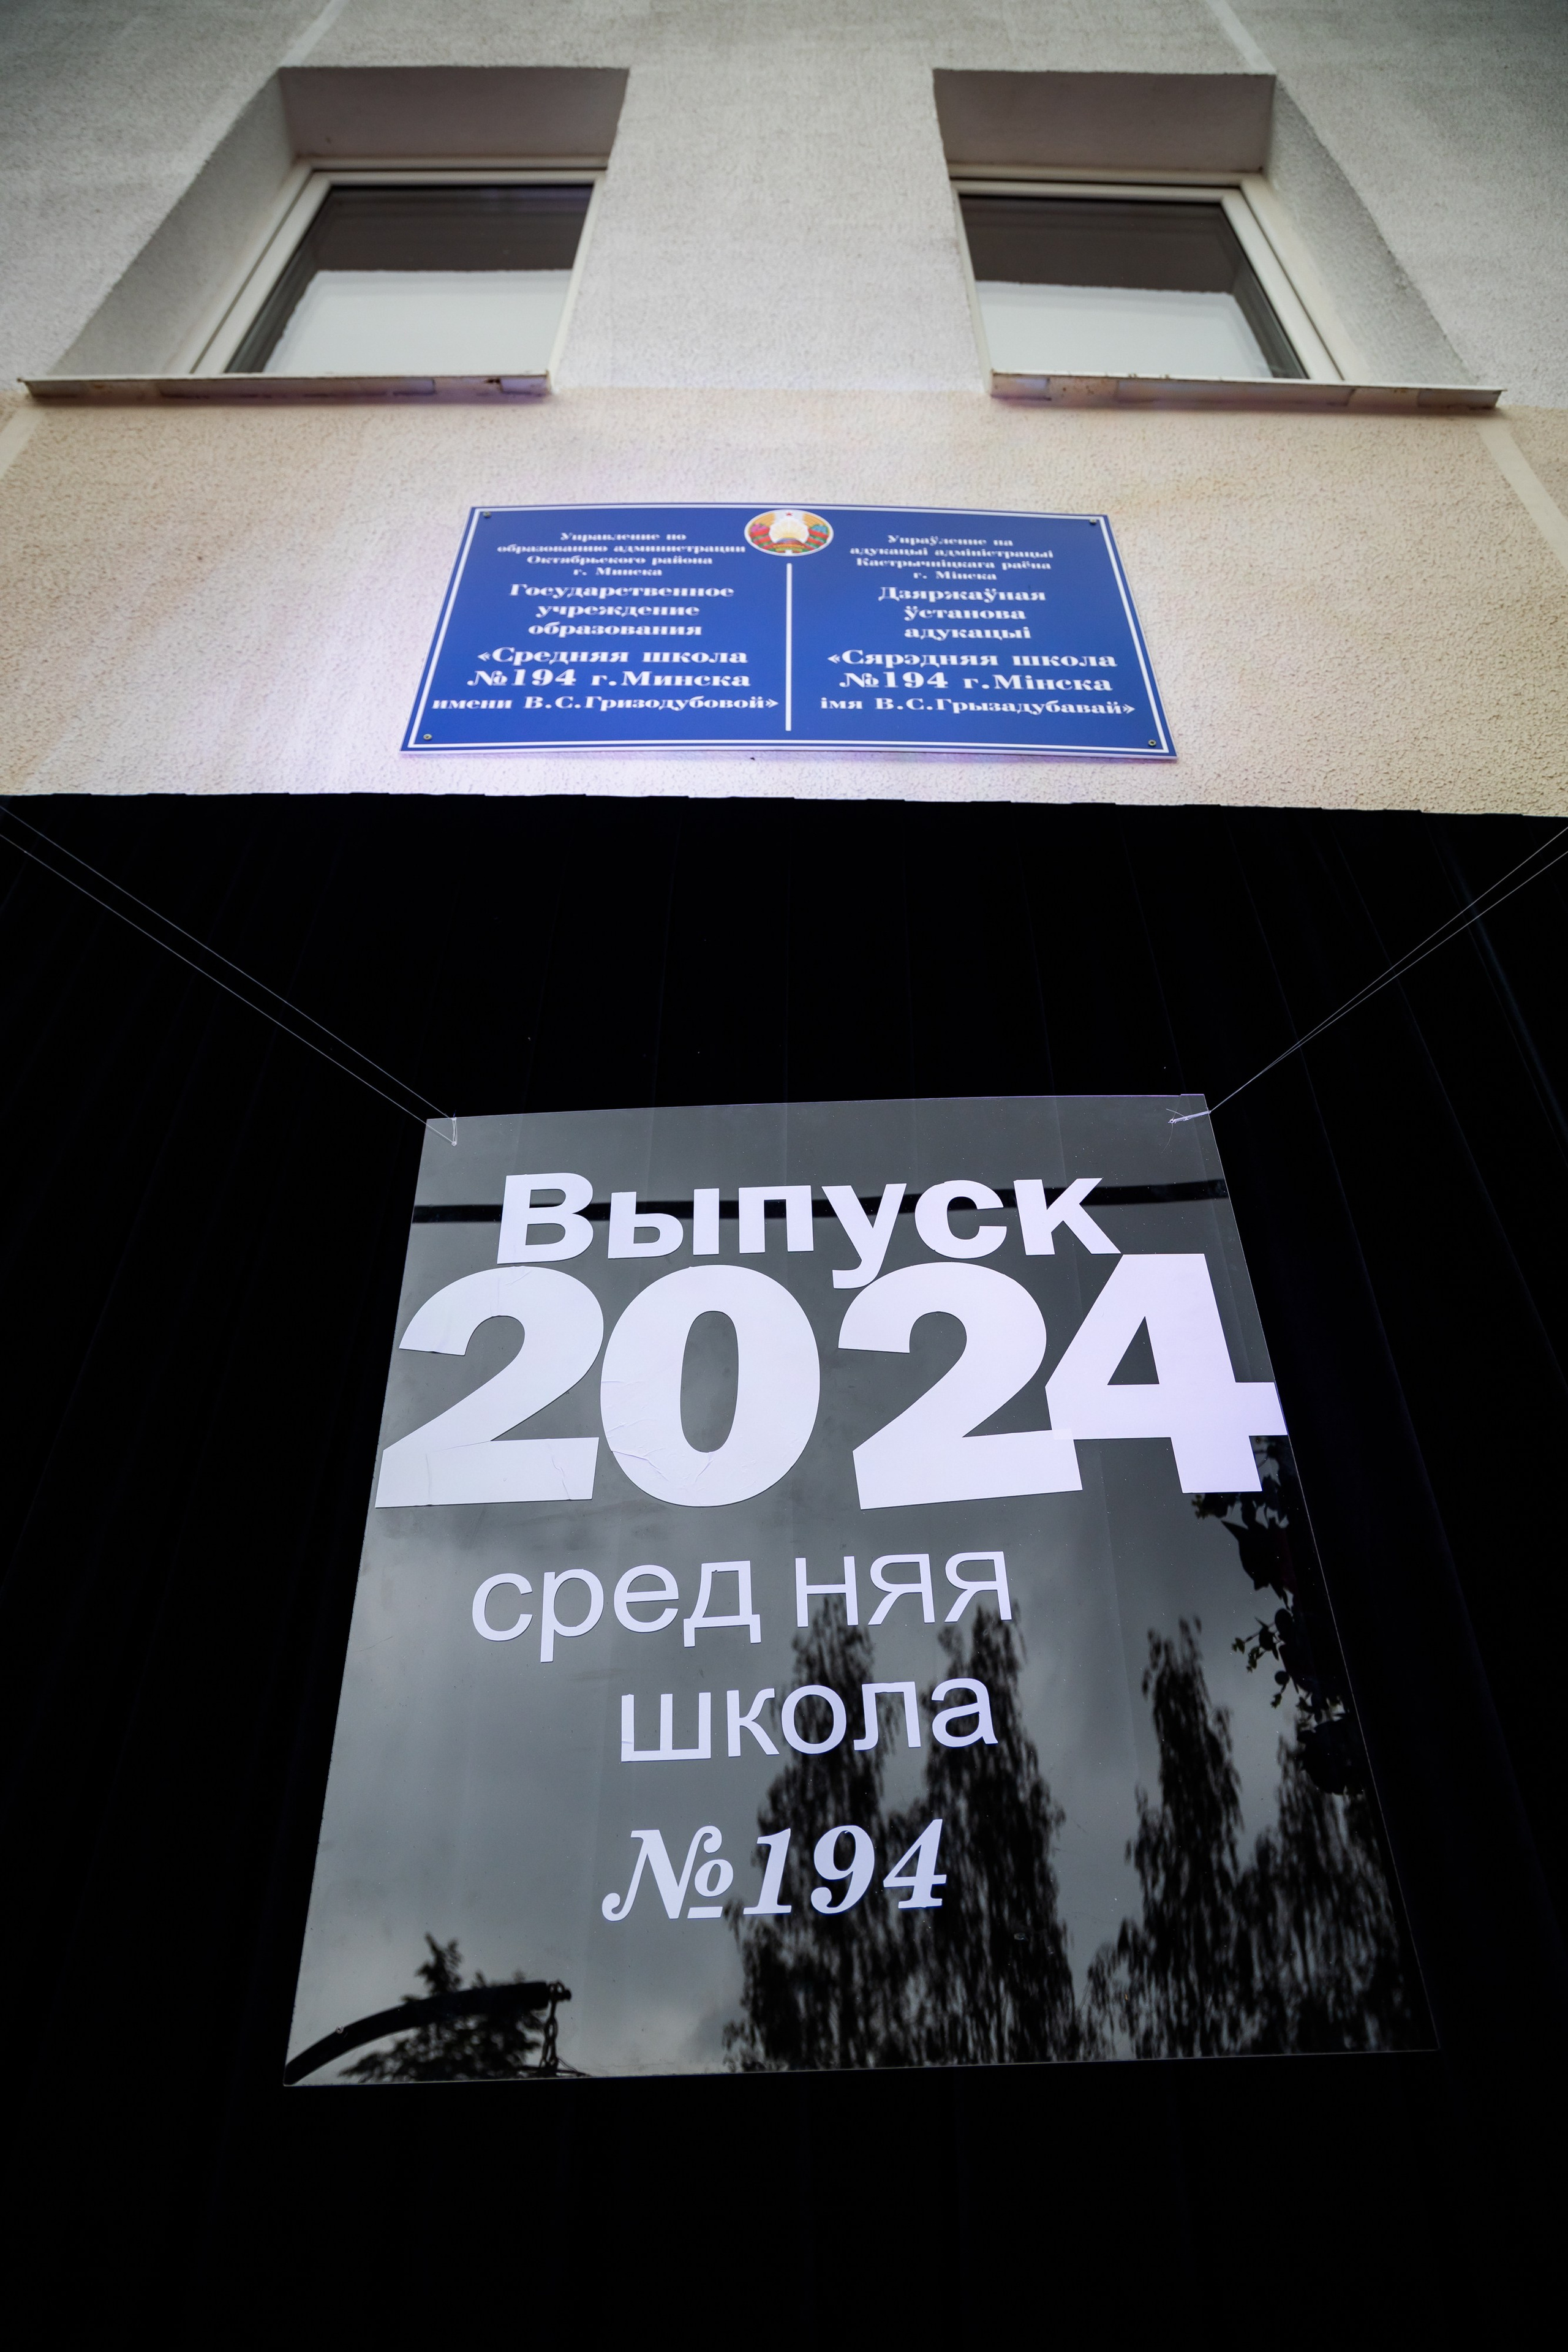 Управление по
образованию администрации
Октябрьского района
г. Минска
Государственное
учреждение
образования
«Средняя школа
№194 г.Минска
имени В.С.Гризодубовой»
Упраўленне па
адукацыі адміністрацыі
Кастрычніцкага раёна
г. Мінска
Дзяржаўная
ўстанова
адукацыі
«Сярэдняя школа
№194 г.Мінска
імя В.С.Грызадубавай»
Выпуск
2024
сред няя
школа
№194